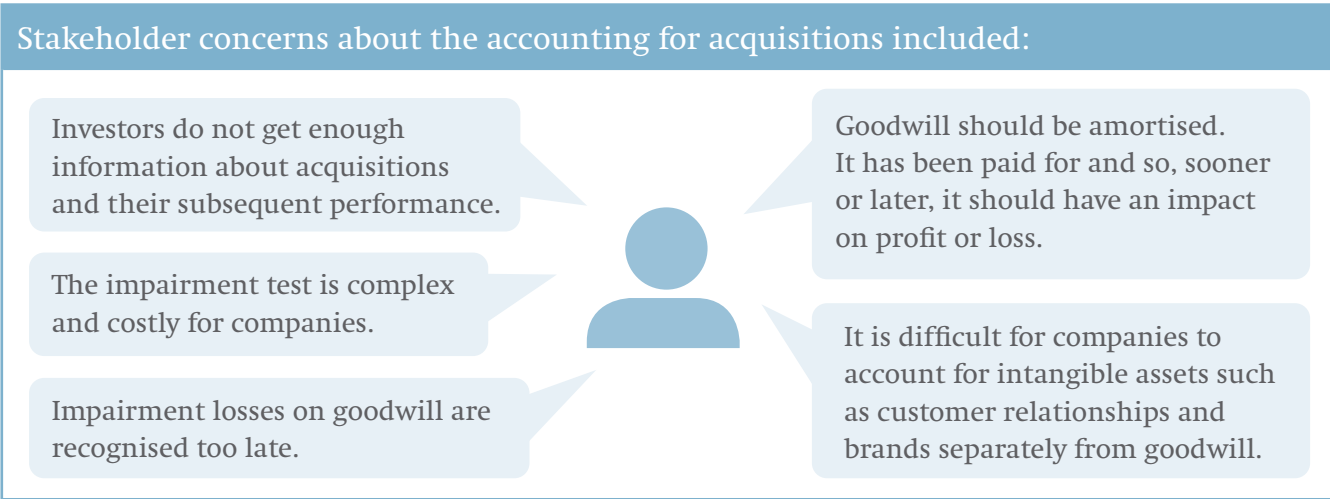 Stakeholder concerns about the accounting for acquisitions included:
Investors do not get enough
information about acquisitions
and their subsequent performance.
The impairment test is complex
and costly for companies.
Impairment losses on goodwill are
recognised too late.
Goodwill should be amortised.
It has been paid for and so, sooner
or later, it should have an impact
on profit or loss.
It is difficult for companies to
account for intangible assets such
as customer relationships and
brands separately from goodwill.